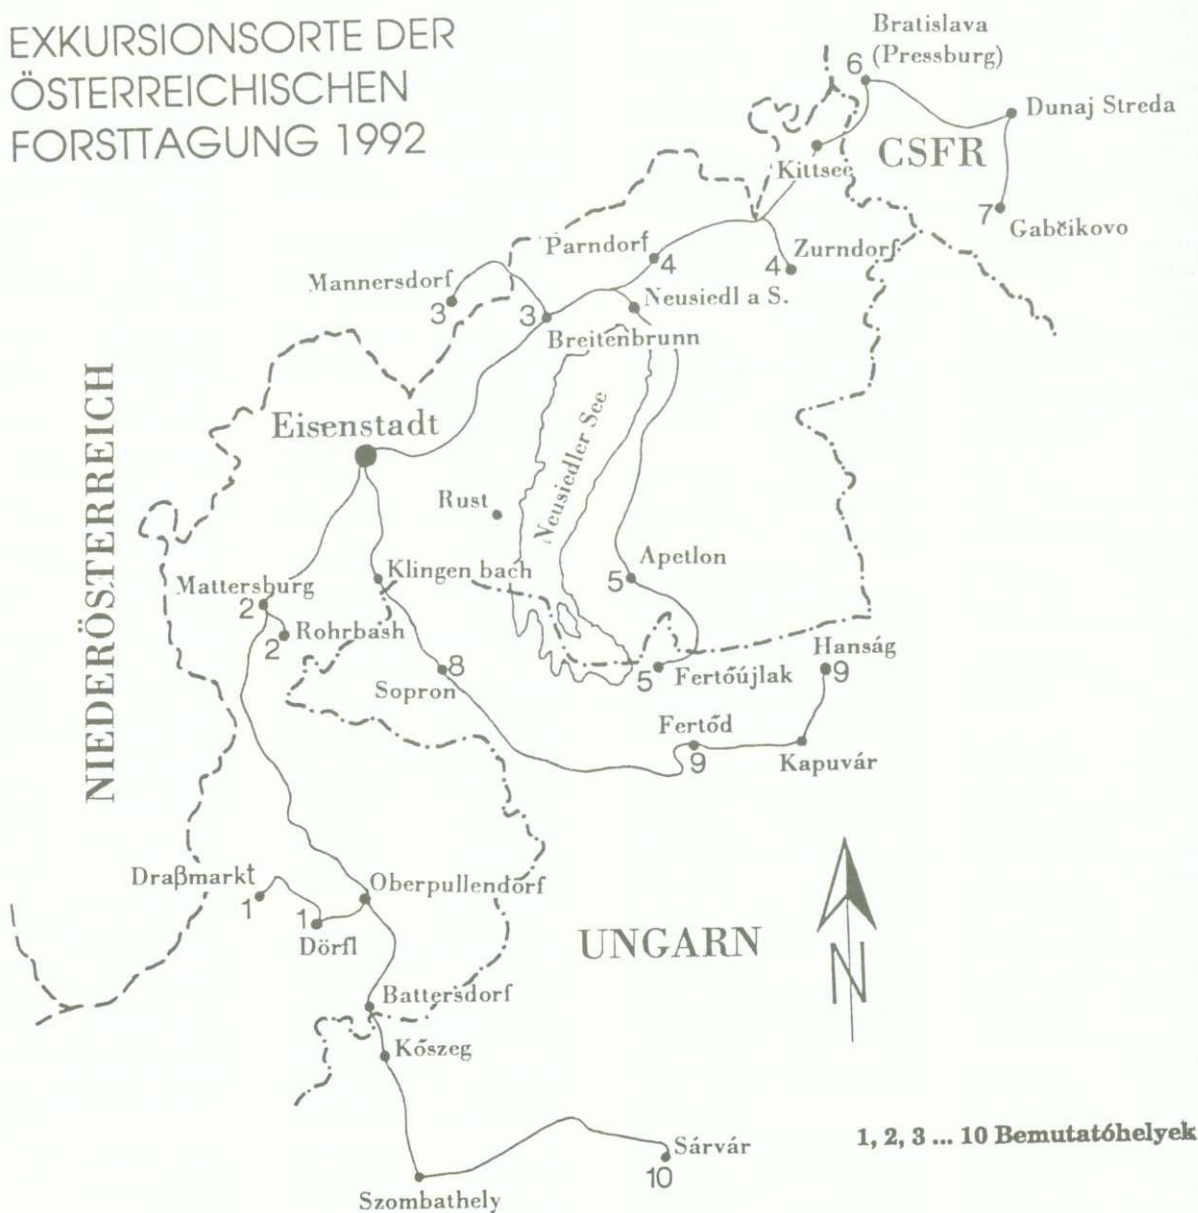 EXKURSIONSORTE DER
ÖSTERREICHISCHEN
FORSTTAGUNG 1992
Bratislava
(Pressburg)
6
Dunaj Streda
CSFR
Kittsee
7
Gabčikovo
Parndorf
4
Zurndorf
4
Mannersdorf
3
3
Neusiedl a S.
Breitenbrunn
NIEDERÖSTERREICH
Eisenstadt
Neusiedler See
Rust
Apetlon
5
Klingen bach
Mattersburg
2
Rohrbash
2
Hanság
9
8
Sopron
5
Fertőújlak
Fertőd
9
Kapuvár
Draβmarkt
1
Oberpullendorf
1
Dörfl
UNGARN
N
Battersdorf
Kőszeg
1, 2, 3 ... 10 Bemutatóhelyek
Sárvár
10
Szombathely